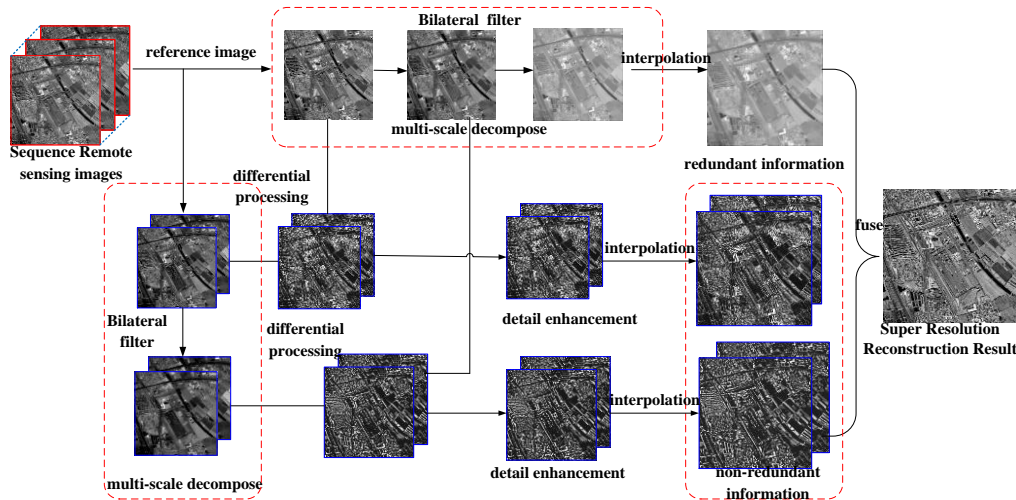 Bilateral filter
reference image
interpolation
multi-scale decompose
Sequence Remote
sensing images
redundant information
differential
processing
fuse
interpolation
Bilateral
filter
differential
processing
detail enhancement
Super Resolution
Reconstruction Result
interpolation
multi-scale decompose
detail enhancement
non-redundant
information